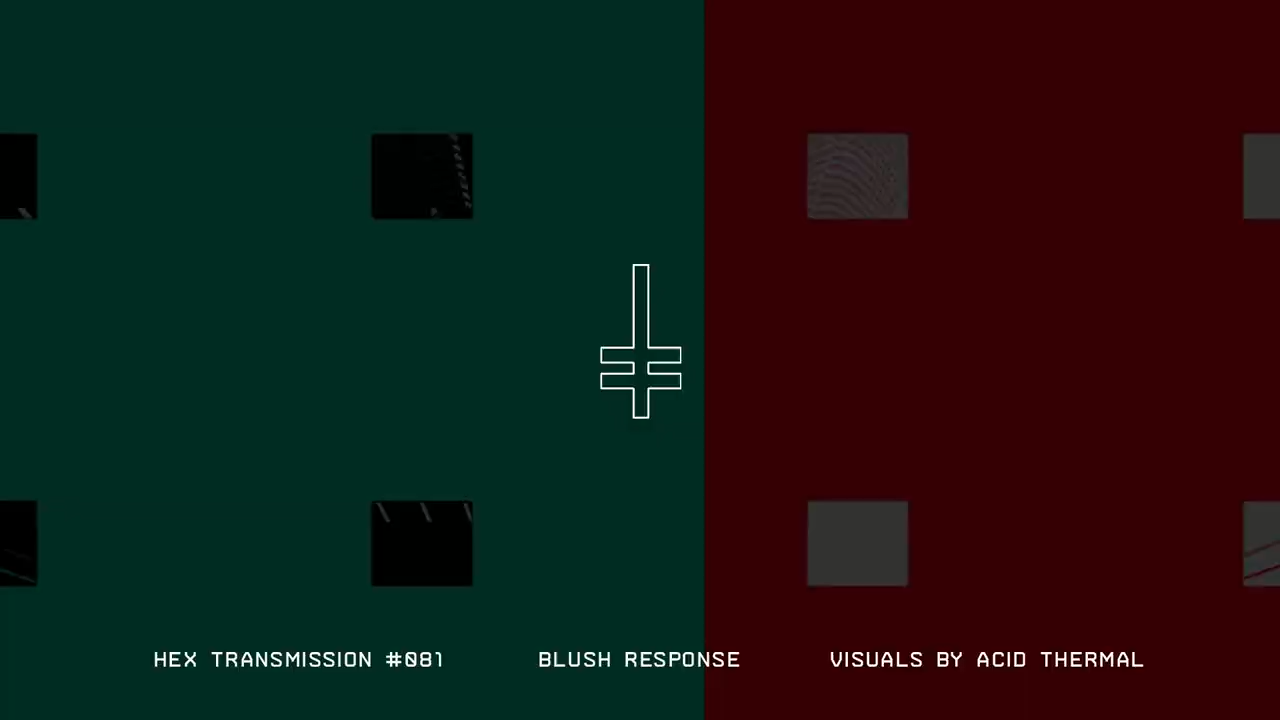 HEX TRANSMISSION #081 BLUSH RESPONSE VISUALS BY ACID THERMAL